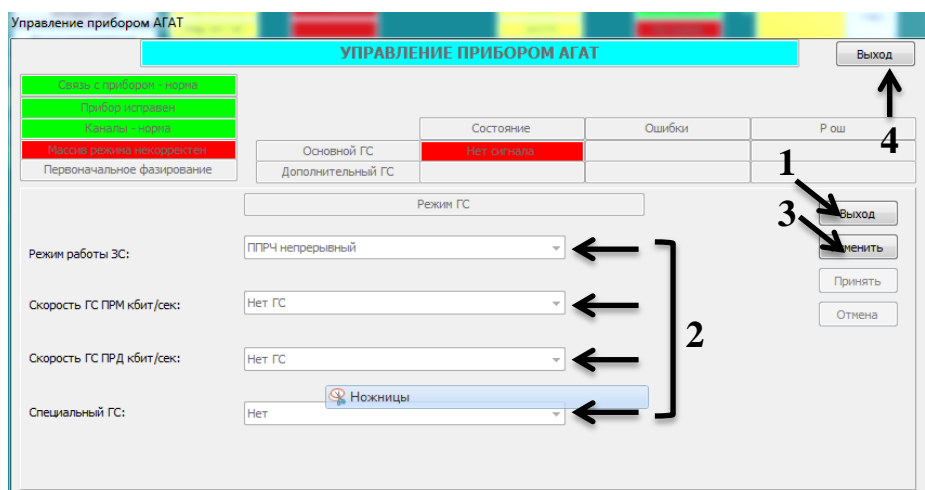 Управление прибором АГАТ
УПРАВЛЕНИЕ ПРИБОРОМ АГАТ
Выход
Связь с прибором - норма
Прибор исправен
Каналы - норма
Состояние
Ошибки
Р ош
4
Массив режима некорректен
Основной ГС
Нет сигнала
Первоначальное фазирование
Дополнительный ГС
1
Режим ГС
3
Выход
Режим работы ЗС:
ППРЧ непрерывный
менить
Принять
Скорость ГС ПРМ кбит/сек:
Нет ГС
Отмена
2
Скорость ГС ПРД кбит/сек:
Нет ГС
Ножницы
Специальный ГС:
Нет